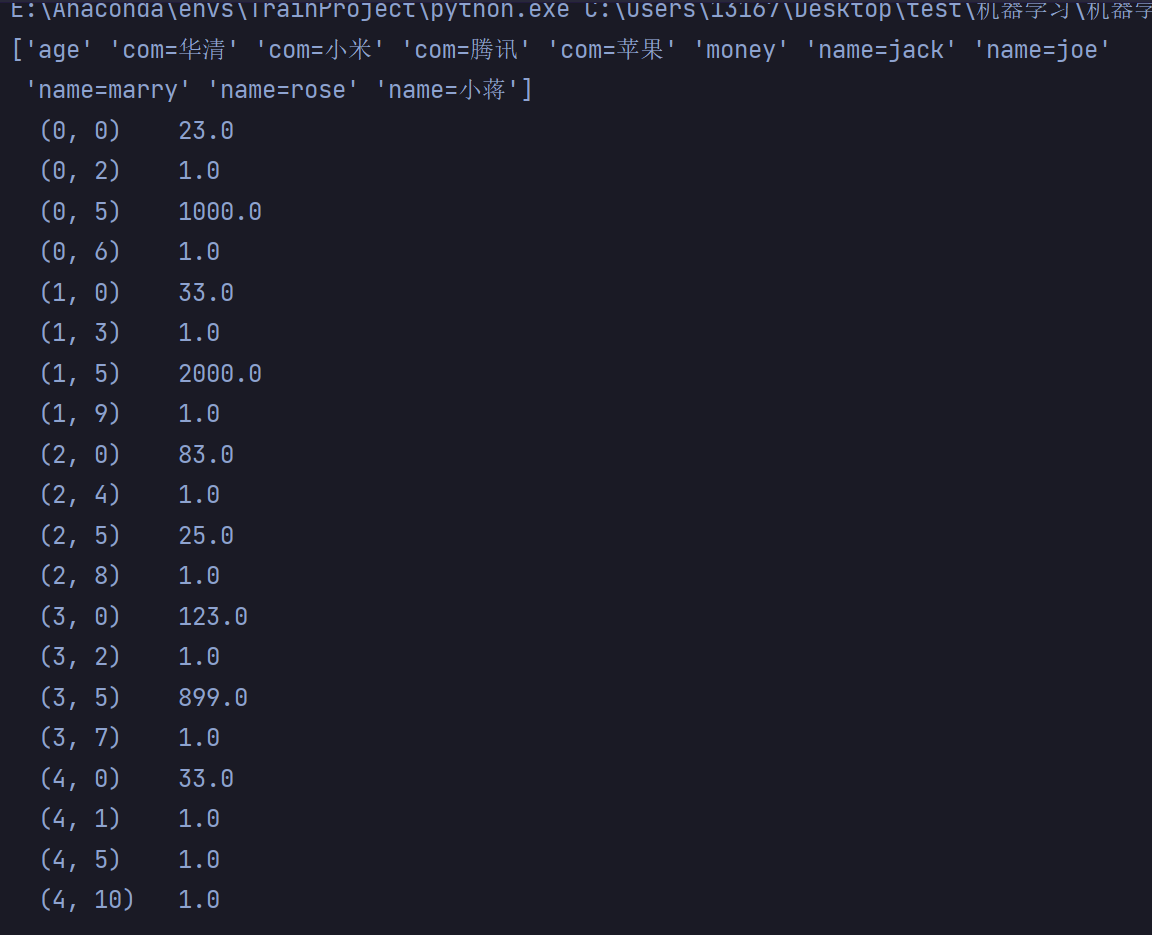 E:\Anaconda\envs\TrainProject\python.exe C:\Users\13167\Desktop\test\机器学习\机器学
['age' 'com=华清' 'com=小米' 'com=腾讯' 'com=苹果' 'money' 'name=jack' 'name=joe'
 'name=marry' 'name=rose' 'name=小蒋']
  (0, 0)	23.0
  (0, 2)	1.0
  (0, 5)	1000.0
  (0, 6)	1.0
  (1, 0)	33.0
  (1, 3)	1.0
  (1, 5)	2000.0
  (1, 9)	1.0
  (2, 0)	83.0
  (2, 4)	1.0
  (2, 5)	25.0
  (2, 8)	1.0
  (3, 0)	123.0
  (3, 2)	1.0
  (3, 5)	899.0
  (3, 7)	1.0
  (4, 0)	33.0
  (4, 1)	1.0
  (4, 5)	1.0
  (4, 10)	1.0